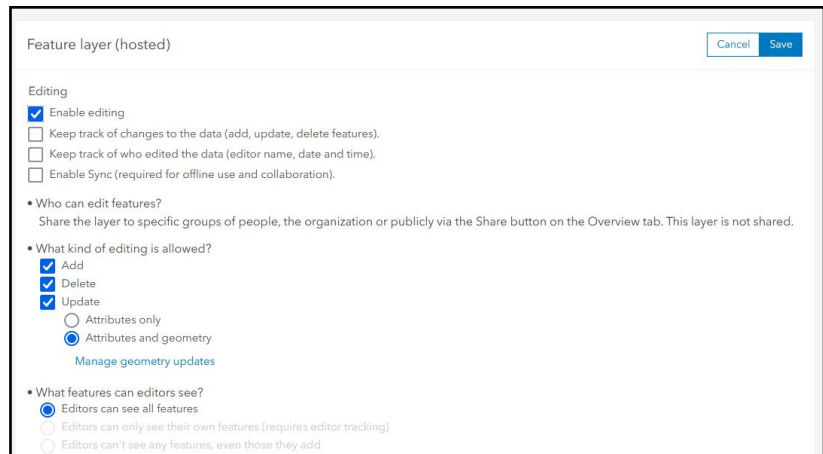 Feature layer (hosted)
Cancel
Save
Editing
Enable editing
Keep track of changes to the data (add, update, delete features).
Keep track of who edited the data (editor name, date and time).
Enable Sync (required for offline use and collaboration).
• Who can edit features?
Share the layer to specific groups of people, the organization or publicly via the Share button on the Overview tab. This layer is not shared.
• What kind of editing is allowed?
Add
Delete
Update
Attributes only
Attributes and geometry
Manage geometry updates
• What features can editors see?
Editors can see all features
Editors can only see their own features (requires editor tracking)
Editors can't see any features, even those they add